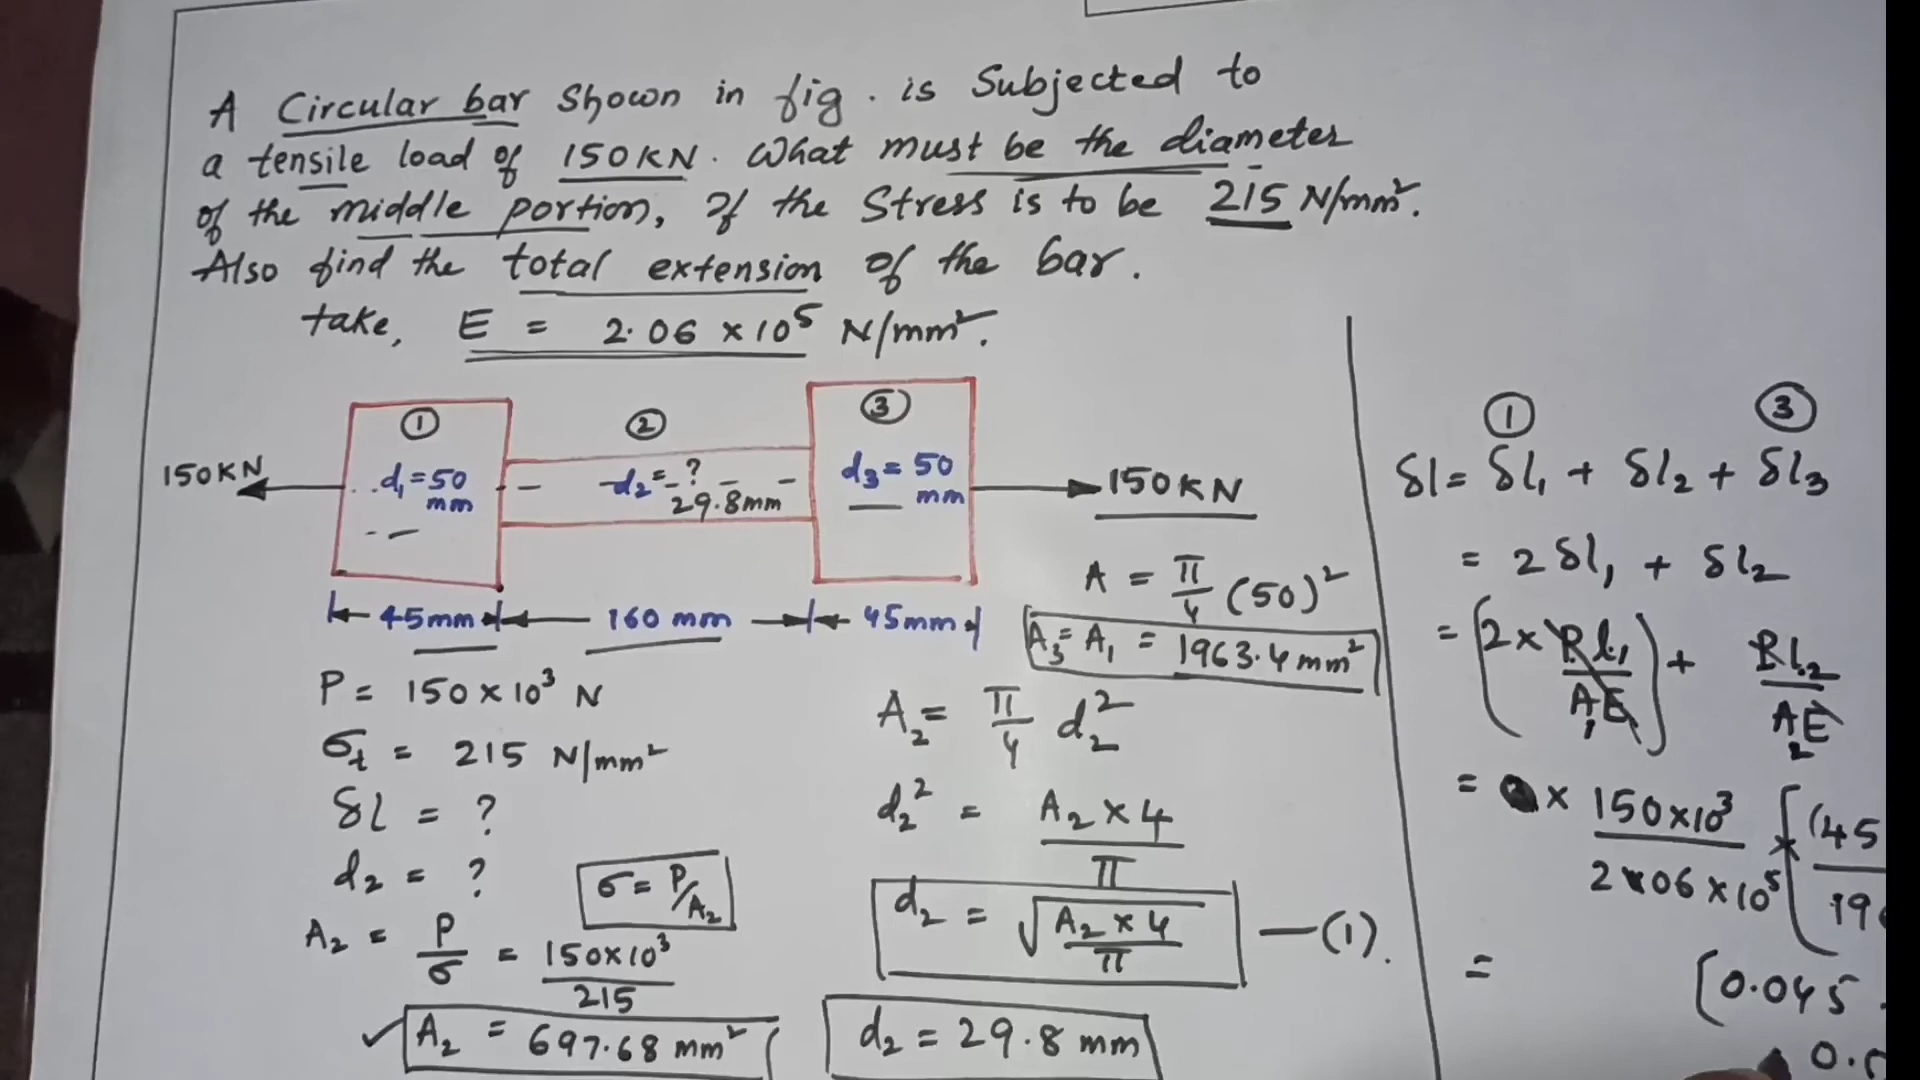 A Circular bar shown in fig. is Subjected to
a tensile load of 150KN. What must be the diameter
of the middle portion, If the Stress is to be 215 N/mm².
Also find the total extension of the bar.
take, E = 2.06 × 10⁵ N/mm².
① ② ③
150KN d₁=50 mm d₂=? 29.8mm d₃=50 mm 150KN
45mm 160 mm 45mm
P = 150×10³ N
σt = 215 N/mm²
δl = ?
d₂ = ?
σ = P/A₂
A₂ = P/σ = 150×10³/215
A₂ = 697.68 mm²
A = π/4 (50)²
A₃ = A₁ = 1963.4 mm²
A₂ = π/4 d₂²
d₂² = A₂ × 4/π
d₂ = √(A₂ × 4/π) —(1).
d₂ = 29.8 mm
① ③
δl = δl₁ + δl₂ + δl₃
= 2 δl₁ + δl₂
= (2 × Pl₁/A₁E) + Pl₂/A₂E
= × 150×10³/2.06×10⁵ × [(45
=
[0.045